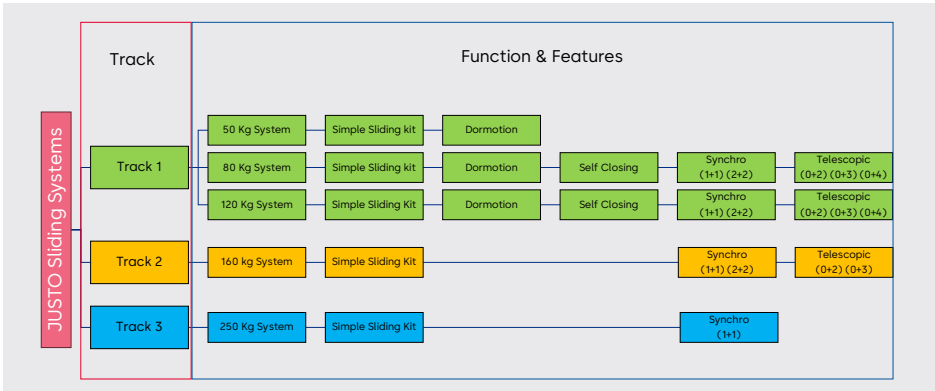 Track
Function & Features
JUSTO Sliding Systems
Track 1
50 Kg System
Simple Sliding kit
Dormotion
80 Kg System
Simple Sliding kit
Dormotion
Self Closing
Synchro
(1+1) (2+2)
Telescopic
(0+2) (0+3) (0+4)
120 Kg System
Simple Sliding Kit
Dormotion
Self Closing
Synchro
(1+1) (2+2)
Telescopic
(0+2) (0+3) (0+4)
Track 2
160 kg System
Simple Sliding Kit
Synchro
(1+1) (2+2)
Telescopic
(0+2) (0+3)
Track 3
250 Kg System
Simple Sliding Kit
Synchro
(1+1)